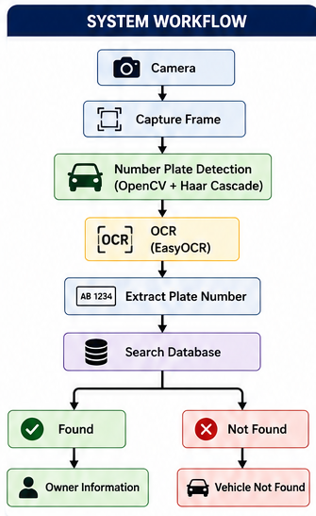 SYSTEM WORKFLOW
Camera
Capture Frame
Number Plate Detection
(OpenCV + Haar Cascade)
OCR
OCR
(EasyOCR)
AB 1234
Extract Plate Number
Search Database
Found
Not Found
Owner Information
Vehicle Not Found